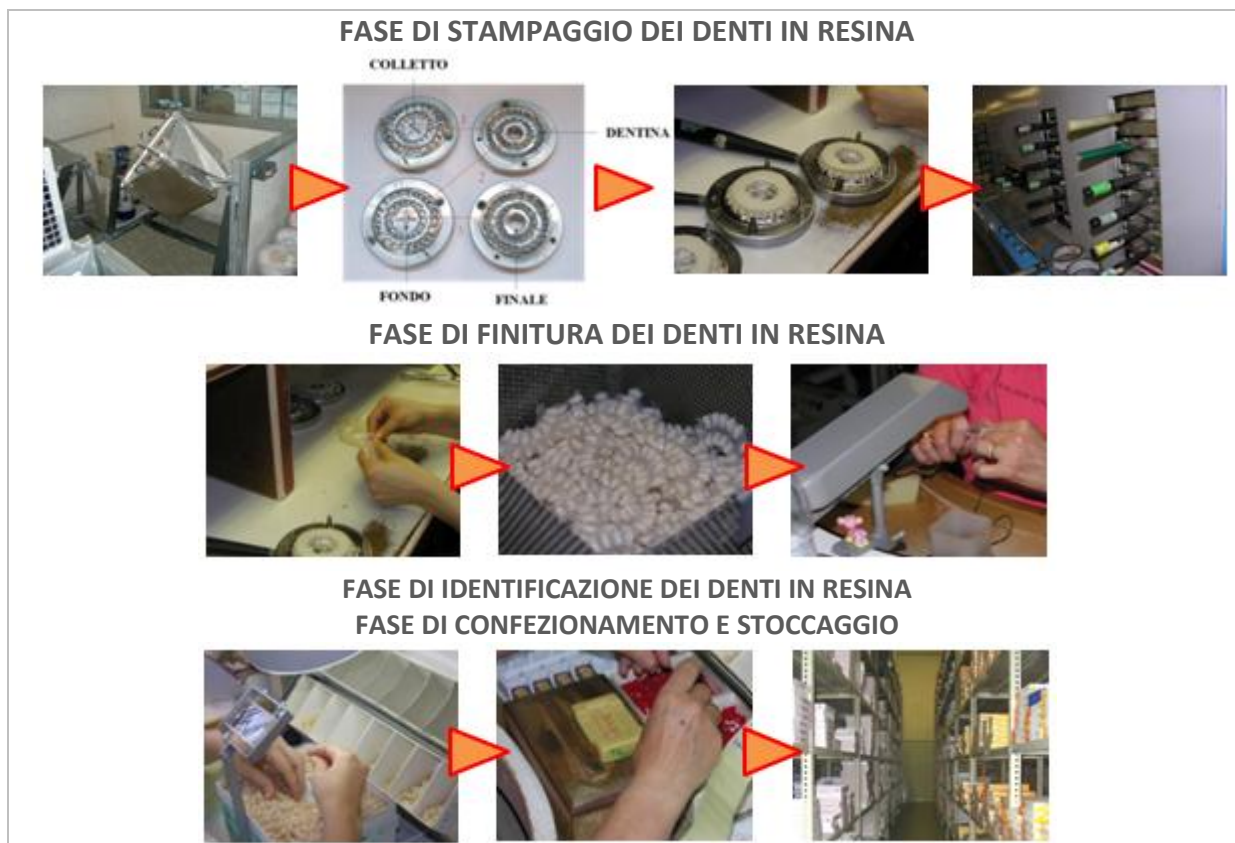 FASE DI STAMPAGGIO DEI DENTI IN RESINA
COLLETTO
DENTINA
FONDO
FINALE
FASE DI FINITURA DEI DENTI IN RESINA
FASE DI IDENTIFICAZIONE DEI DENTI IN RESINA
FASE DI CONFEZIONAMENTO E STOCCAGGIO